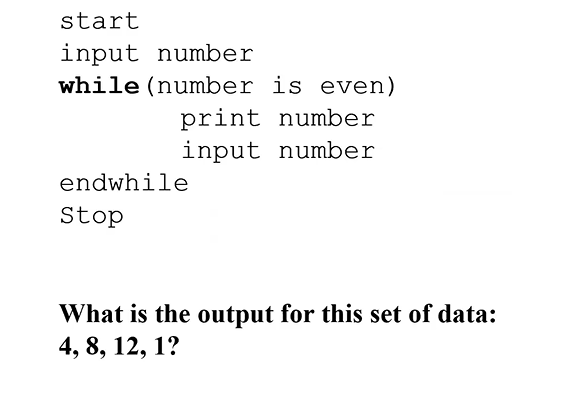 start
input number
while(number is even)
print number
input number
endwhile
Stop
What is the output for this set of data:
4, 8, 12, 1?